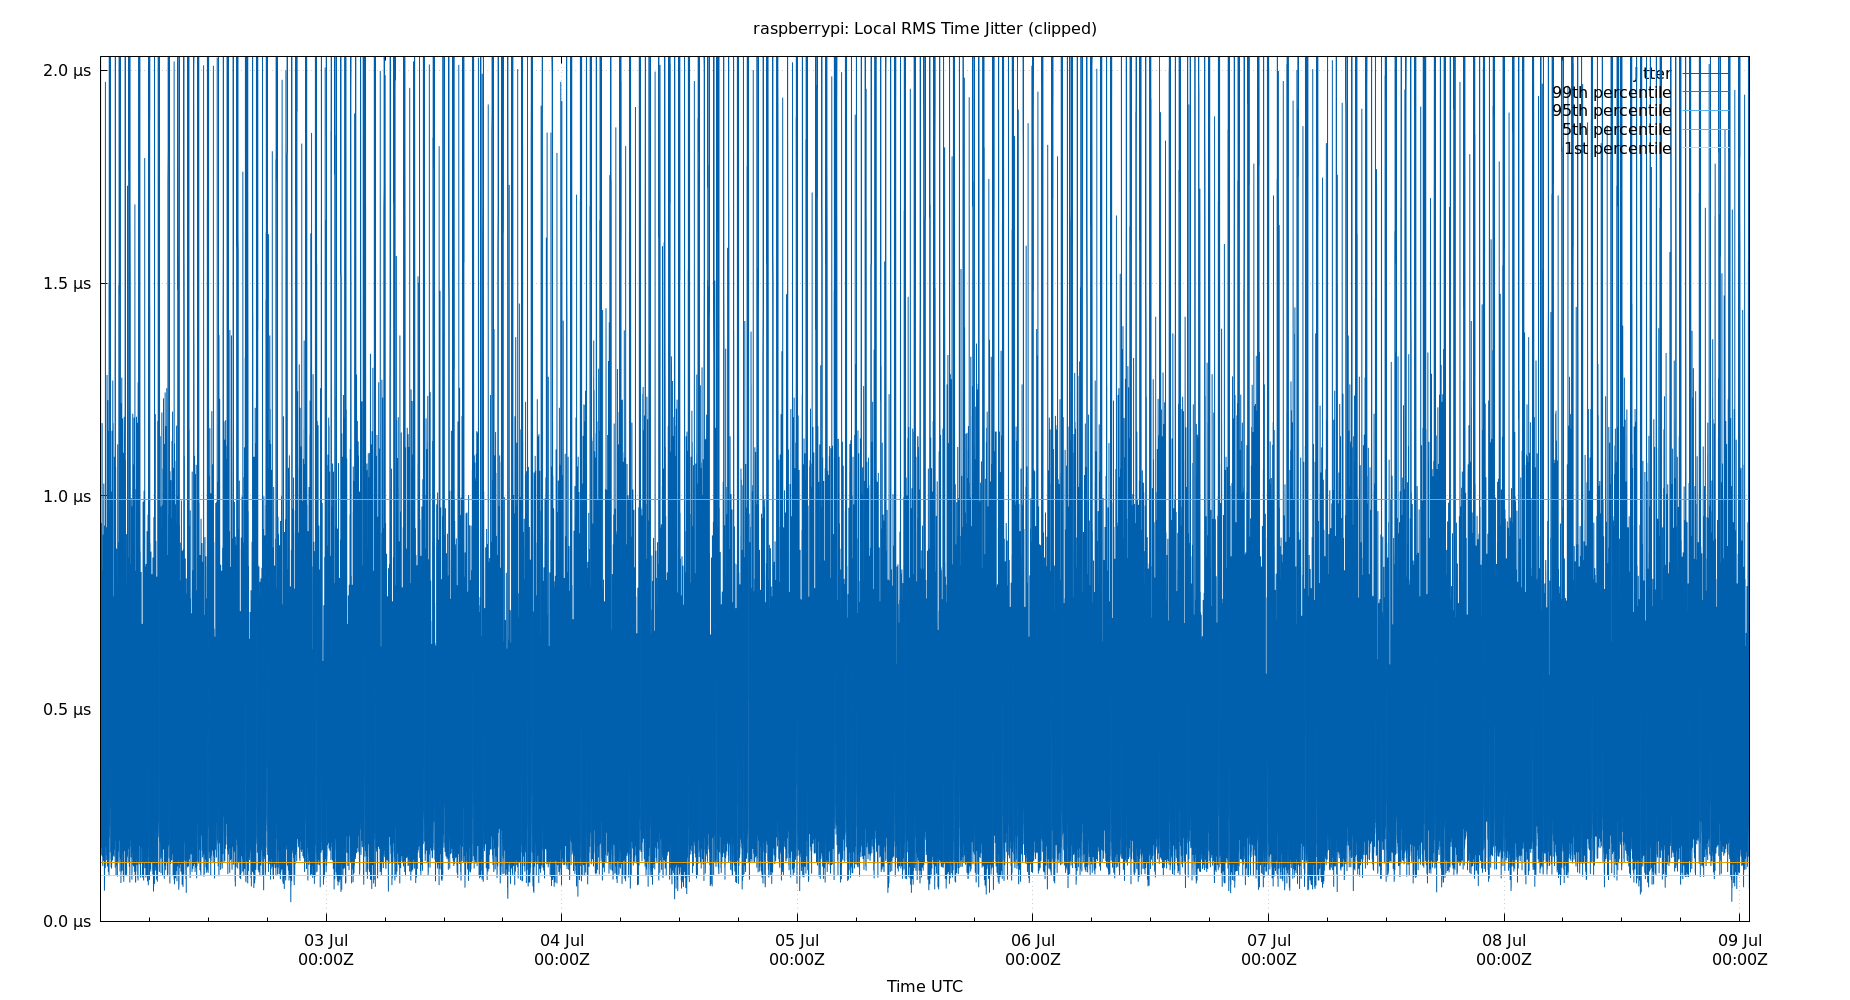 raspberrypi: Local RMS Time Jitter (clipped)
2.0 µs
jitter
99th percentile
95th percentile
5th percentile
1st percentile
1.5 µs
1.0 µs
0.5 µs
0.0 µs
03 Jul
00:00Z
04 Jul
00:00Z
05 Jul
00:00Z
06 Jul
00:00Z
07 Jul
00:00Z
08 Jul
00:00Z
09 Jul
00:00Z
Time UTC